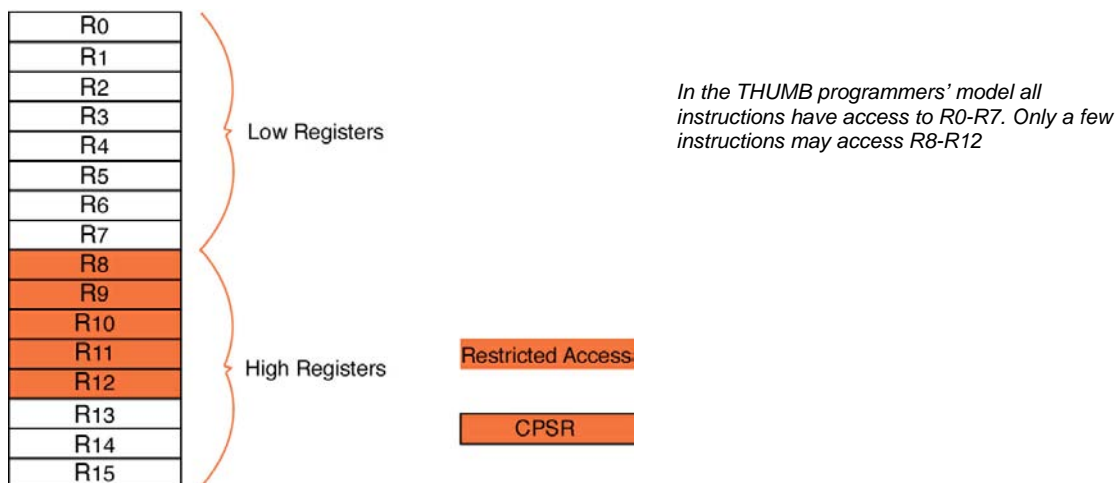 R0
R1
R2
R3
R4
R5
R6
R7
R8
R9
R10
R11
R12
R13
R14
R15
Low Registers
High Registers
In the THUMB programmers’ model all
instructions have access to R0-R7. Only a few
instructions may access R8-R12
Restricted Access
CPSR